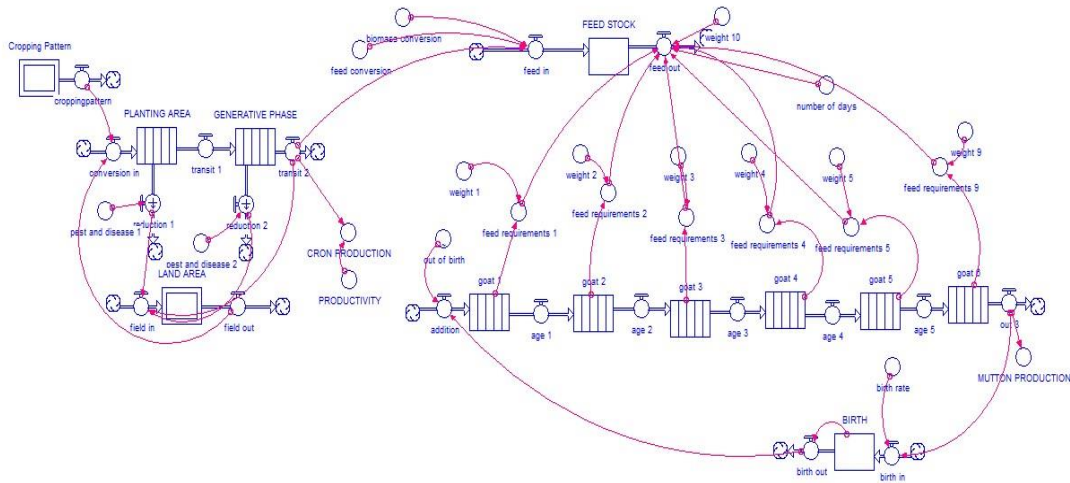 biomass conversion
FEED STOCK
weight 10
Cropping Pattern
feed conversion
feed in
feed out
croppingpattern
number of days
PLANTING AREA
GENERATIVE PHASE
conversion in
transit 1
transit 2
weight 1
weight 2
weight 3
weight 4
weight 5
weight 9
feed requirements 9
pest and disease 1
reduction 1
reduction 2
feed requirements 1
feed requirements 2
feed requirements 3
feed requirements 4
feed requirements 5
pest and disease 2
CRON PRODUCTION
out of birth
LAND AREA
PRODUCTIVITY
goat 1
goat 2
goat 3
goat 4
goat 5
goat 6
field in
field out
addition
age 1
age 2
age 3
age 4
age 5
out 3
MUTTON PRODUCTION
birth rate
BIRTH
birth out
birth in